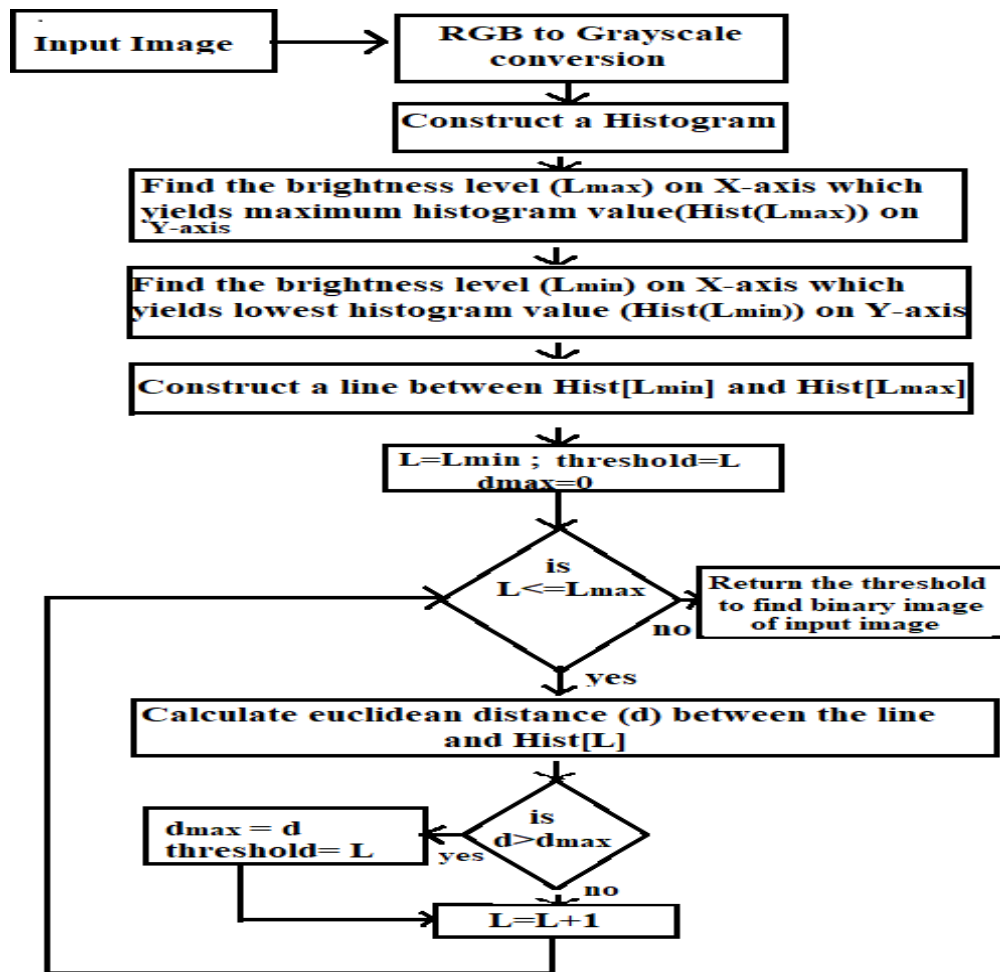 Input Image
RGB to Grayscale
conversion
Construct a Histogram
Find the brightness level (Lmax) on X-axis which
yields maximum histogram value(Hist(Lmax)) on
Y-axis
Find the brightness level (Lmin) on X-axis which
yields lowest histogram value (Hist(Lmin)) on Y-axis
Construct a line between Hist[Lmin] and Hist[Lmax]
L=Lmin ; threshold=L
dmax=0
is
L<=Lmax
no
Return the threshold
to find binary image
of input image
yes
Calculate euclidean distance (d) between the line
and Hist[L]
is
d>dmax
yes
dmax = d
threshold= L
no
L=L+1